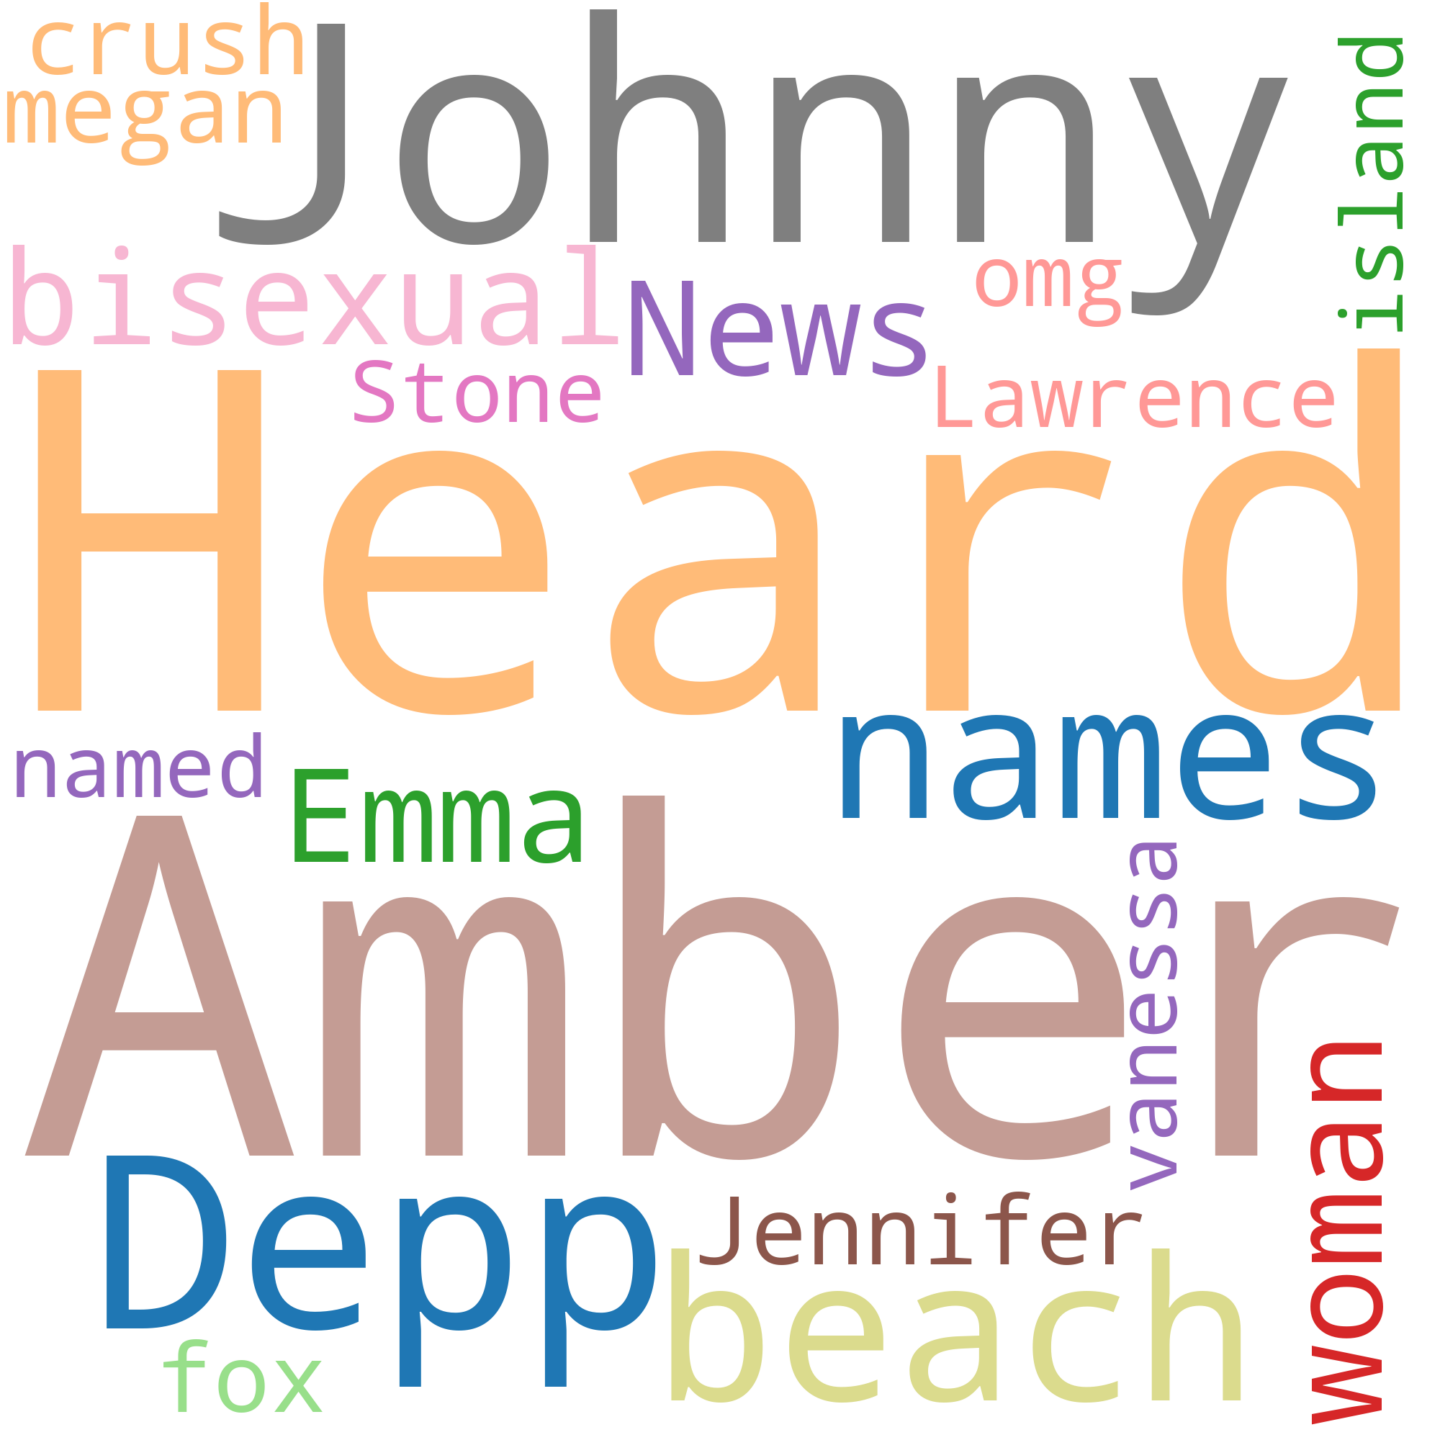 crush
megan
Johnny
island
bisexual
News
omg
Stone
Lawrence
Heard
named
Emma
names
Amber
vanessa
woman
Depp
Jennifer
beach
fox